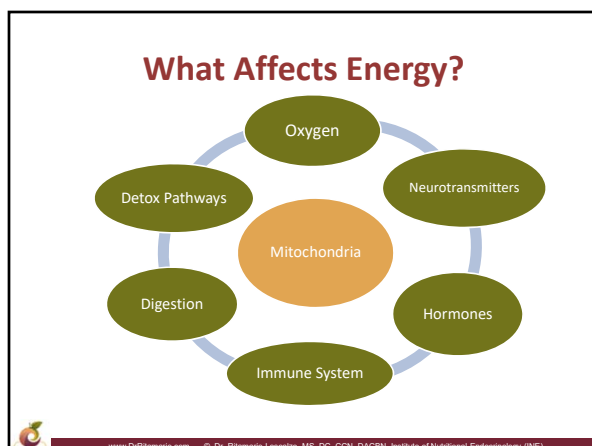 What Affects Energy?
Oxygen
Neurotransmitters
Hormones
Immune System
Digestion
Detox Pathways
Mitochondria